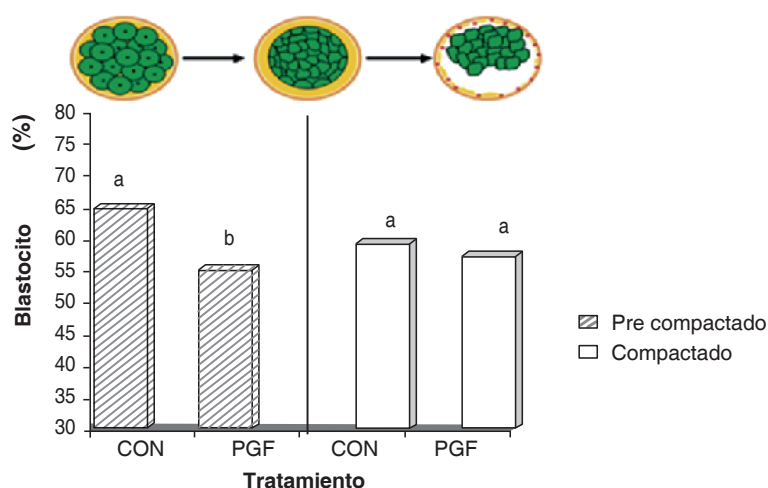 80
75
70
65
60
55
50
45
40
35
30
(%)
Blastocito
a
b
a
a
CON
PGF
CON
PGF
Tratamiento
Pre compactado
Compactado